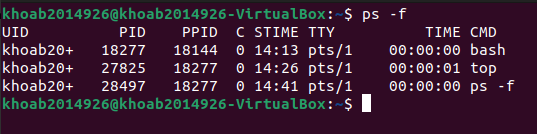 khoab2014926@khoab2014926-VirtualBox:~$ ps -f
UID          PID    PPID  C STIME TTY          TIME CMD
khoab20+   18277   18144  0 14:13 pts/1    00:00:00 bash
khoab20+   27825   18277  0 14:26 pts/1    00:00:01 top
khoab20+   28497   18277  0 14:41 pts/1    00:00:00 ps -f
khoab2014926@khoab2014926-VirtualBox:~$